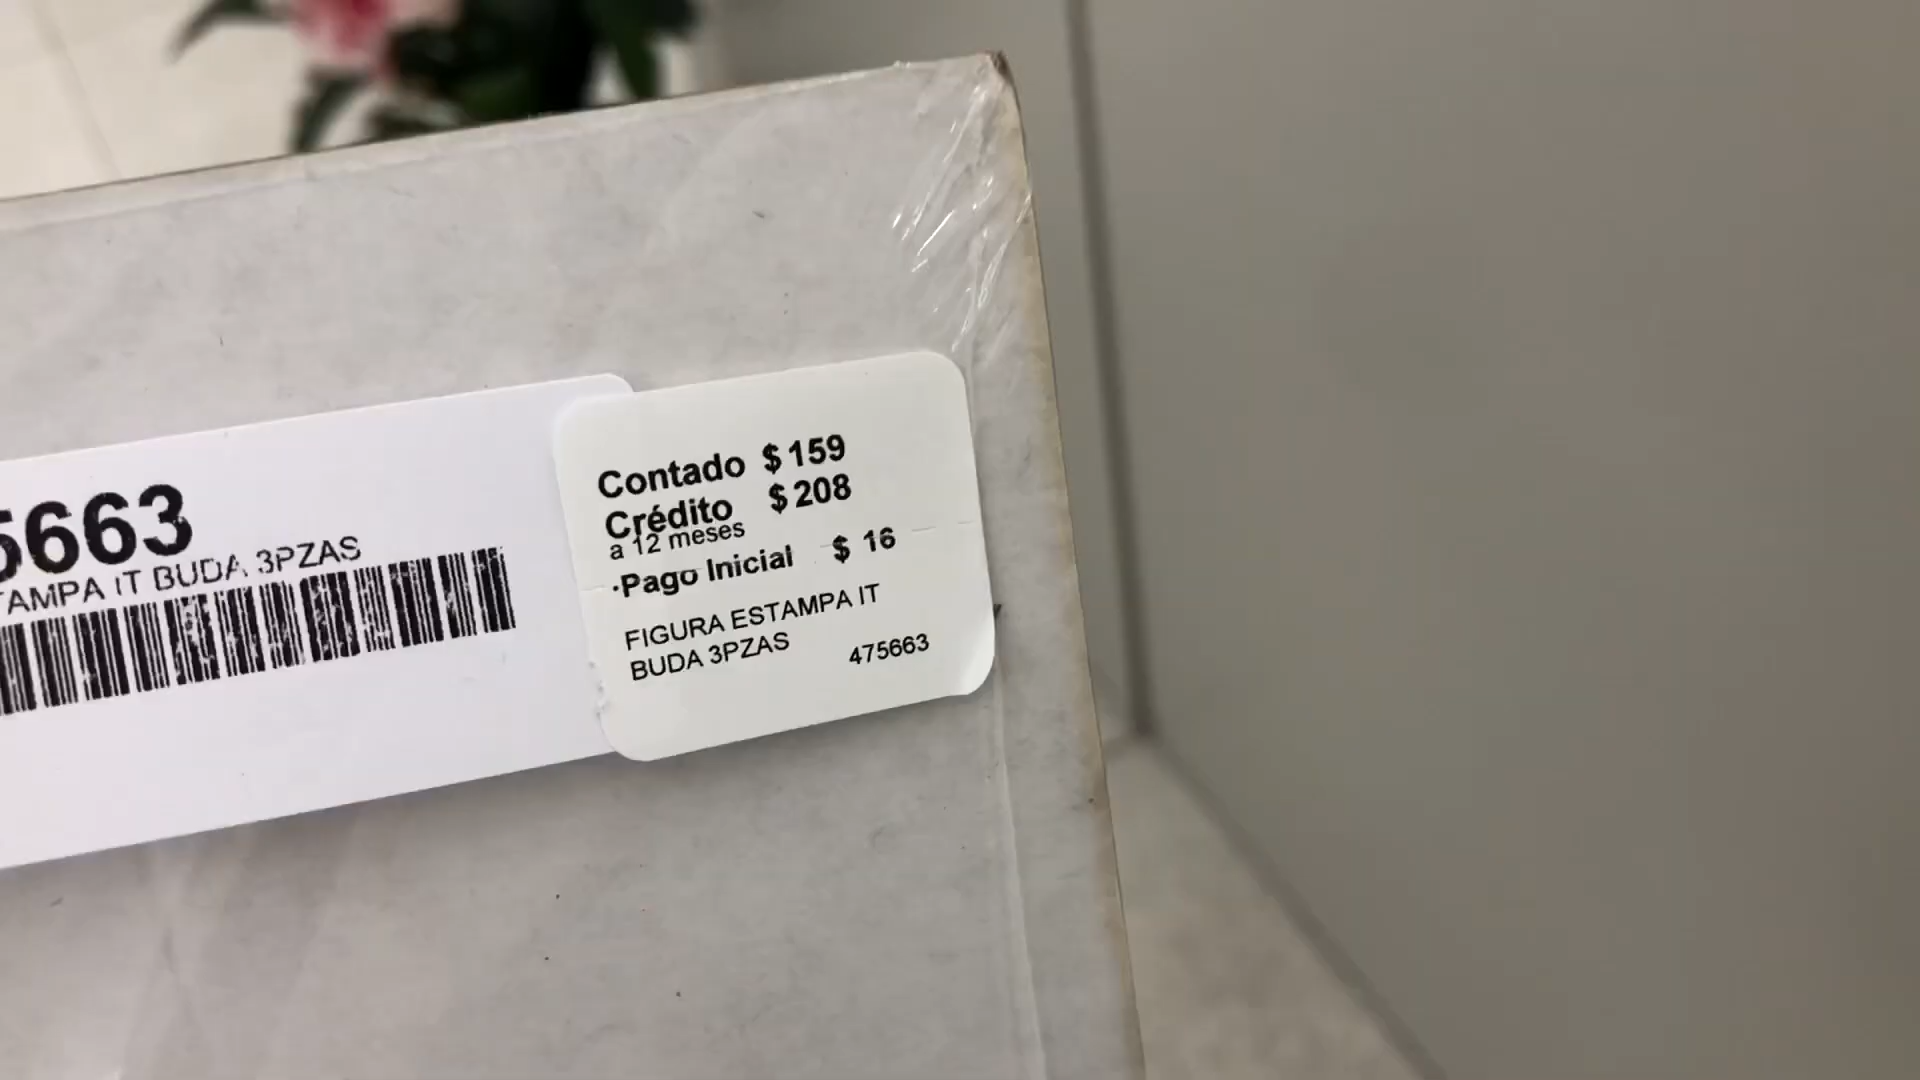 5663
TAMPA IT BUDA 3PZAS
Contado $159
Crédito $208
a 12 meses
·Pago Inicial $ 16
FIGURA ESTAMPA IT
BUDA 3PZAS 475663